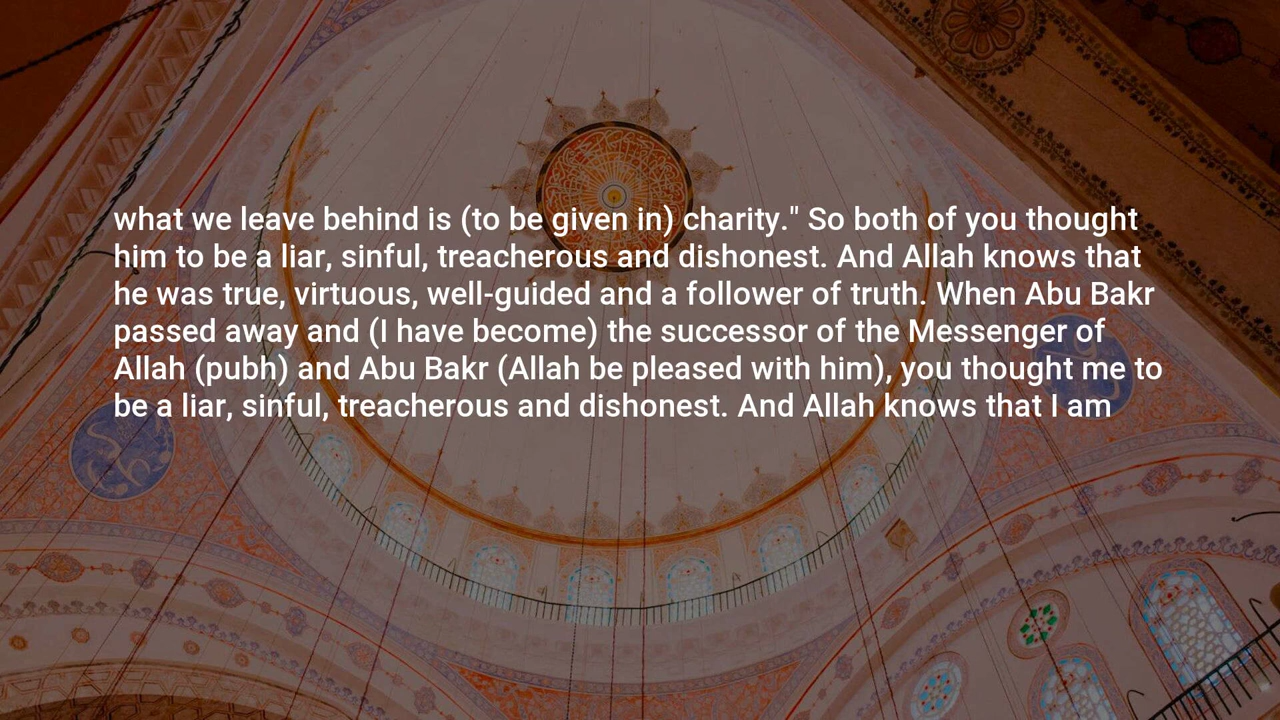 what we leave behind is (to be given in) charity." So both of you thought
him to be a liar, sinful, treacherous and dishonest. And Allah knows that
he was true, virtuous, well-guided and a follower of truth. When Abu Bakr
passed away and (I have become) the successor of the Messenger of
Allah (pubh) and Abu Bakr (Allah be pleased with him), you thought me to
be a liar, sinful, treacherous and dishonest. And Allah knows that I am